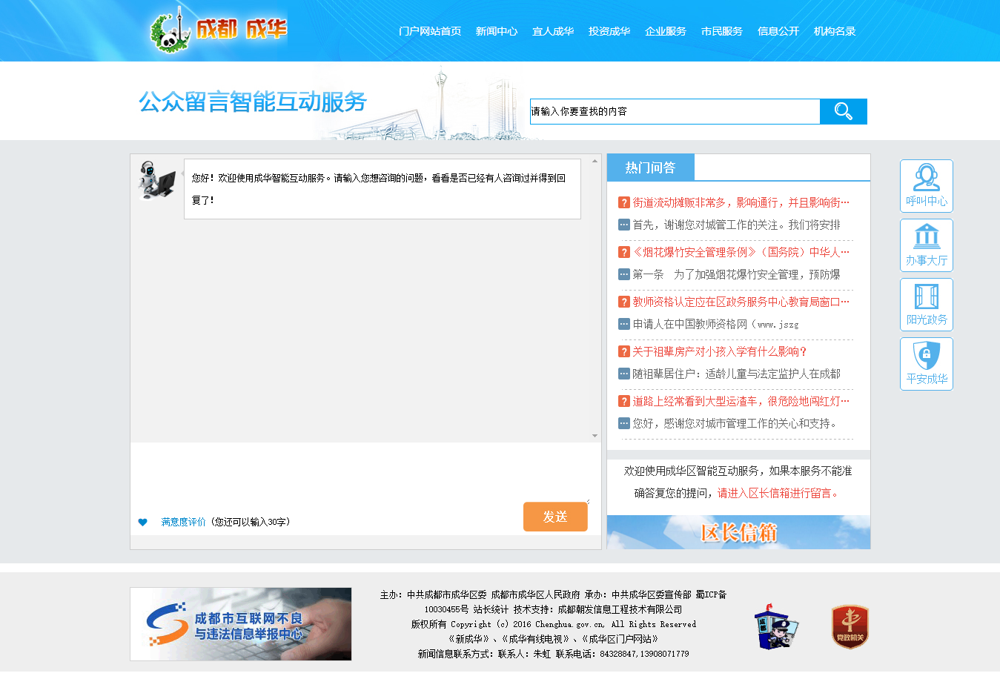 成都 成华
门户网站首页 新闻中心 宜人成华 投资成华 企业服务 市民服务 信息公开 机构名录
公众留言智能互动服务
请输入你要查找的内容
您好！欢迎使用成华智能互动服务。请输入您想咨询的问题，看看是否已经有人咨询过并得到回
复了！
满意度评价 (您还可以输入30字)
发送
热门问答
街道流动摊贩非常多，影响通行，并且影响街…
首先，谢谢您对城管工作的关注。我们将安排
《烟花爆竹安全管理条例》（国务院）中华人…
第一条　为了加强烟花爆竹安全管理，预防爆
教师资格认定应在区政务服务中心教育局窗口…
申请人在中国教师资格网（www.jszg
关于祖辈房产对小孩入学有什么影响？
随祖辈居住户：适龄儿童与法定监护人在成都
道路上经常看到大型运渣车，很危险地闯红灯…
您好，感谢您对城市管理工作的关心和支持。
欢迎使用成华区智能互动服务，如果本服务不能准
确答复您的提问，请进入区长信箱进行留言。
区长信箱
呼叫中心
办事大厅
阳光政务
平安成华
成都市互联网不良
与违法信息举报中心
主办：中共成都市成华区委 成都市成华区人民政府 承办：中共成华区委宣传部 蜀ICP备
10030455号 站长统计 技术支持：成都朝发信息工程技术有限公司
版权所有 Copyright (c) 2016 Chenghua.gov.cn, All Rights Reserved
《新成华》、《成华有线电视》、《成华区门户网站》
新闻信息联系方式：联系人：朱虹 联系电话：84328847,13908071779
党政机关